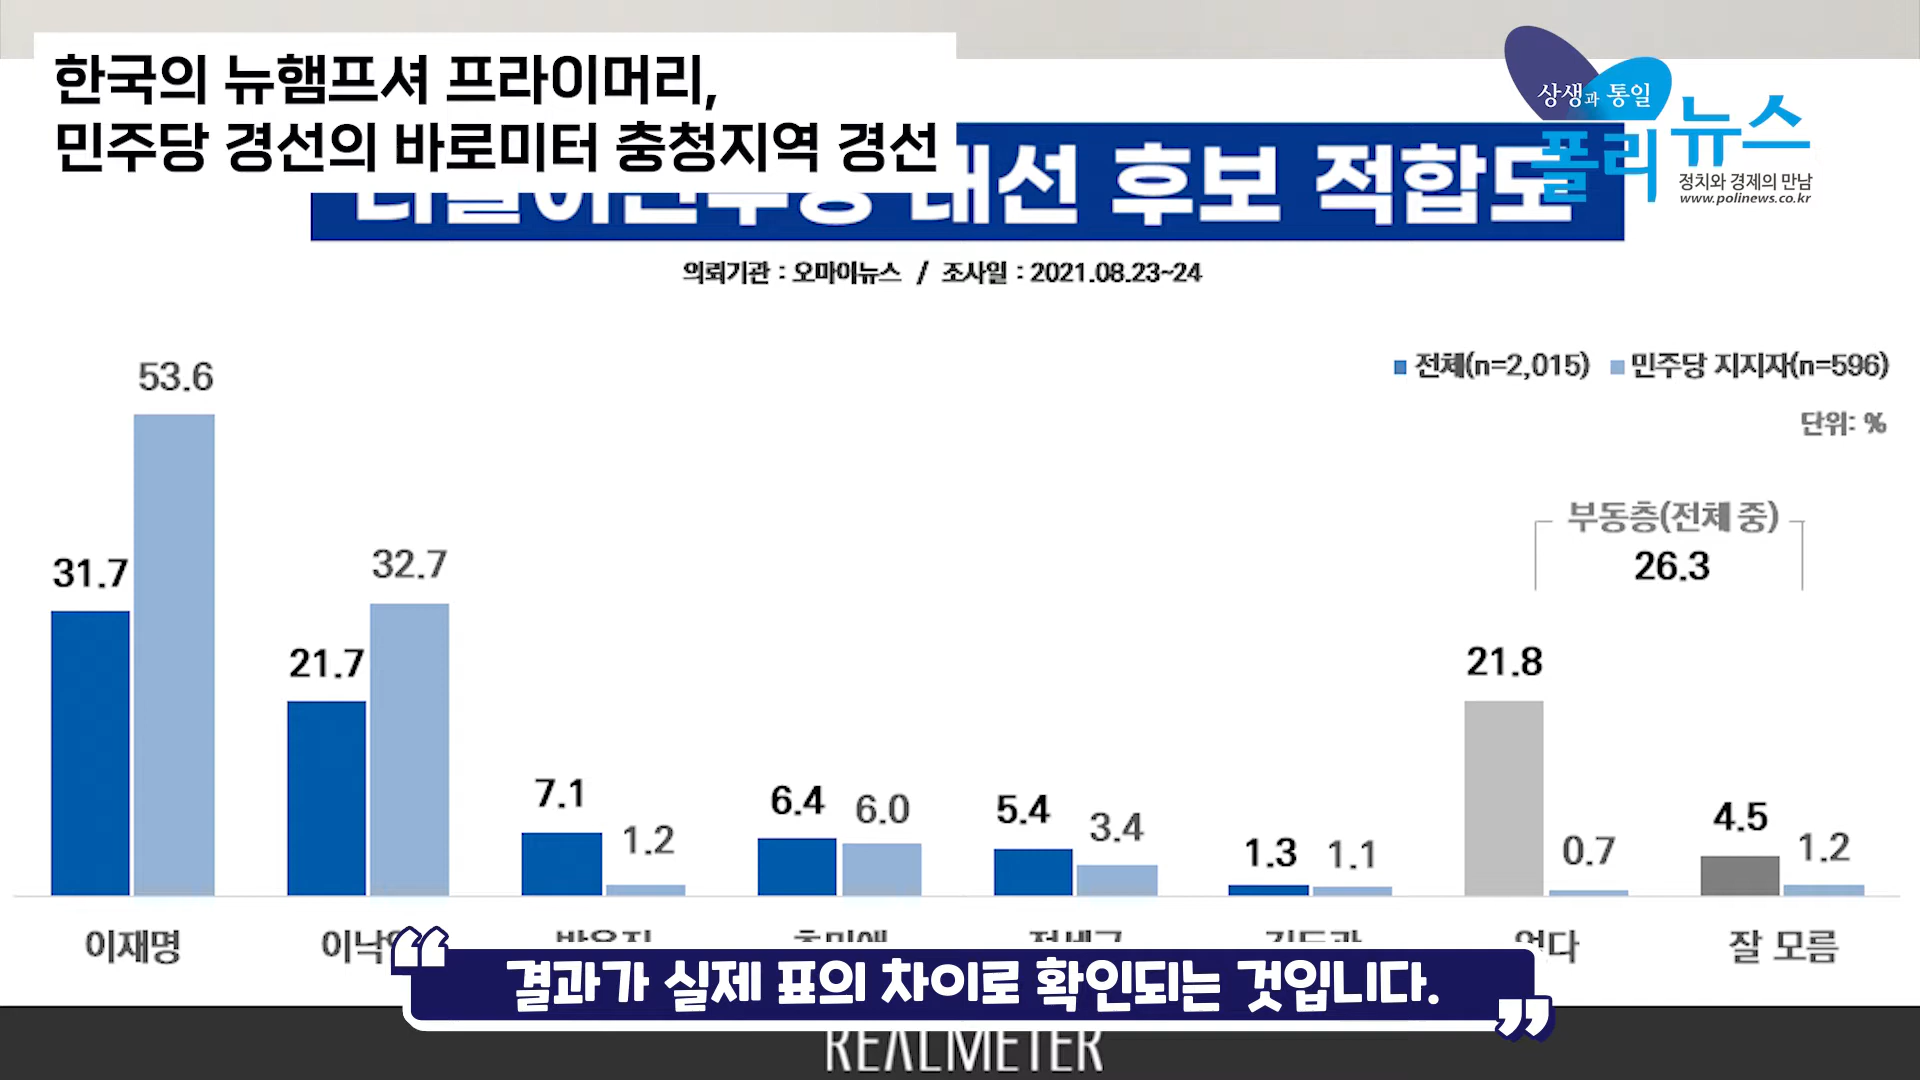 한국의 뉴햄프셔 프라이머리,
민주당 경선의 바로미터 충청지역 경선
상생과 통일
폴리뉴스
정치와 경제의 만남
www.polinews.co.kr
대선 후보 적합도
의뢰기관 : 오마이뉴스 / 조사일 : 2021.08.23~24
전체(n=2,015) 민주당 지지자(n=596)
단위: %
부동층(전체 중)
26.3
31.7 53.6
21.7 32.7
7.1 1.2
6.4 6.0
5.4 3.4
1.3 1.1
21.8 0.7
4.5 1.2
이재명 잘 모름
결과가 실제 표의 차이로 확인되는 것입니다.
REALMETER